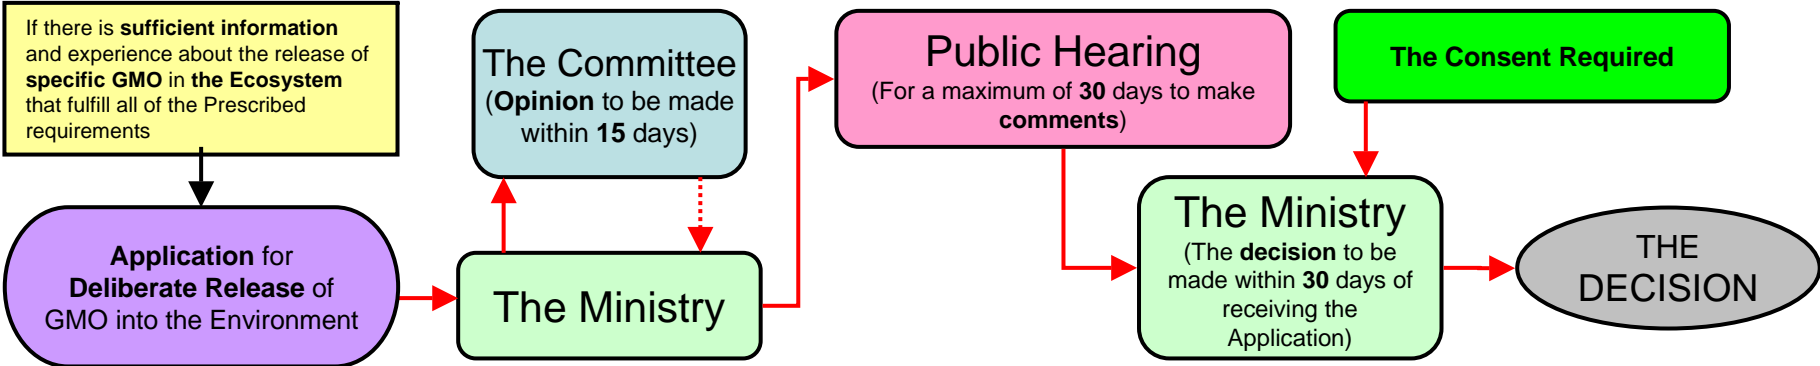 If there is sufficient information
and experience about the release of
specific GMO in the Ecosystem
that fulfill all of the Prescribed
requirements
Application for
Deliberate Release of
GMO into the Environment
The Committee
(Opinion to be made
within 15 days)
The Ministry
Public Hearing
(For a maximum of 30 days to make
comments)
The Consent Required
The Ministry
(The decision to be
made within 30 days of
receiving the
Application)
THE
DECISION